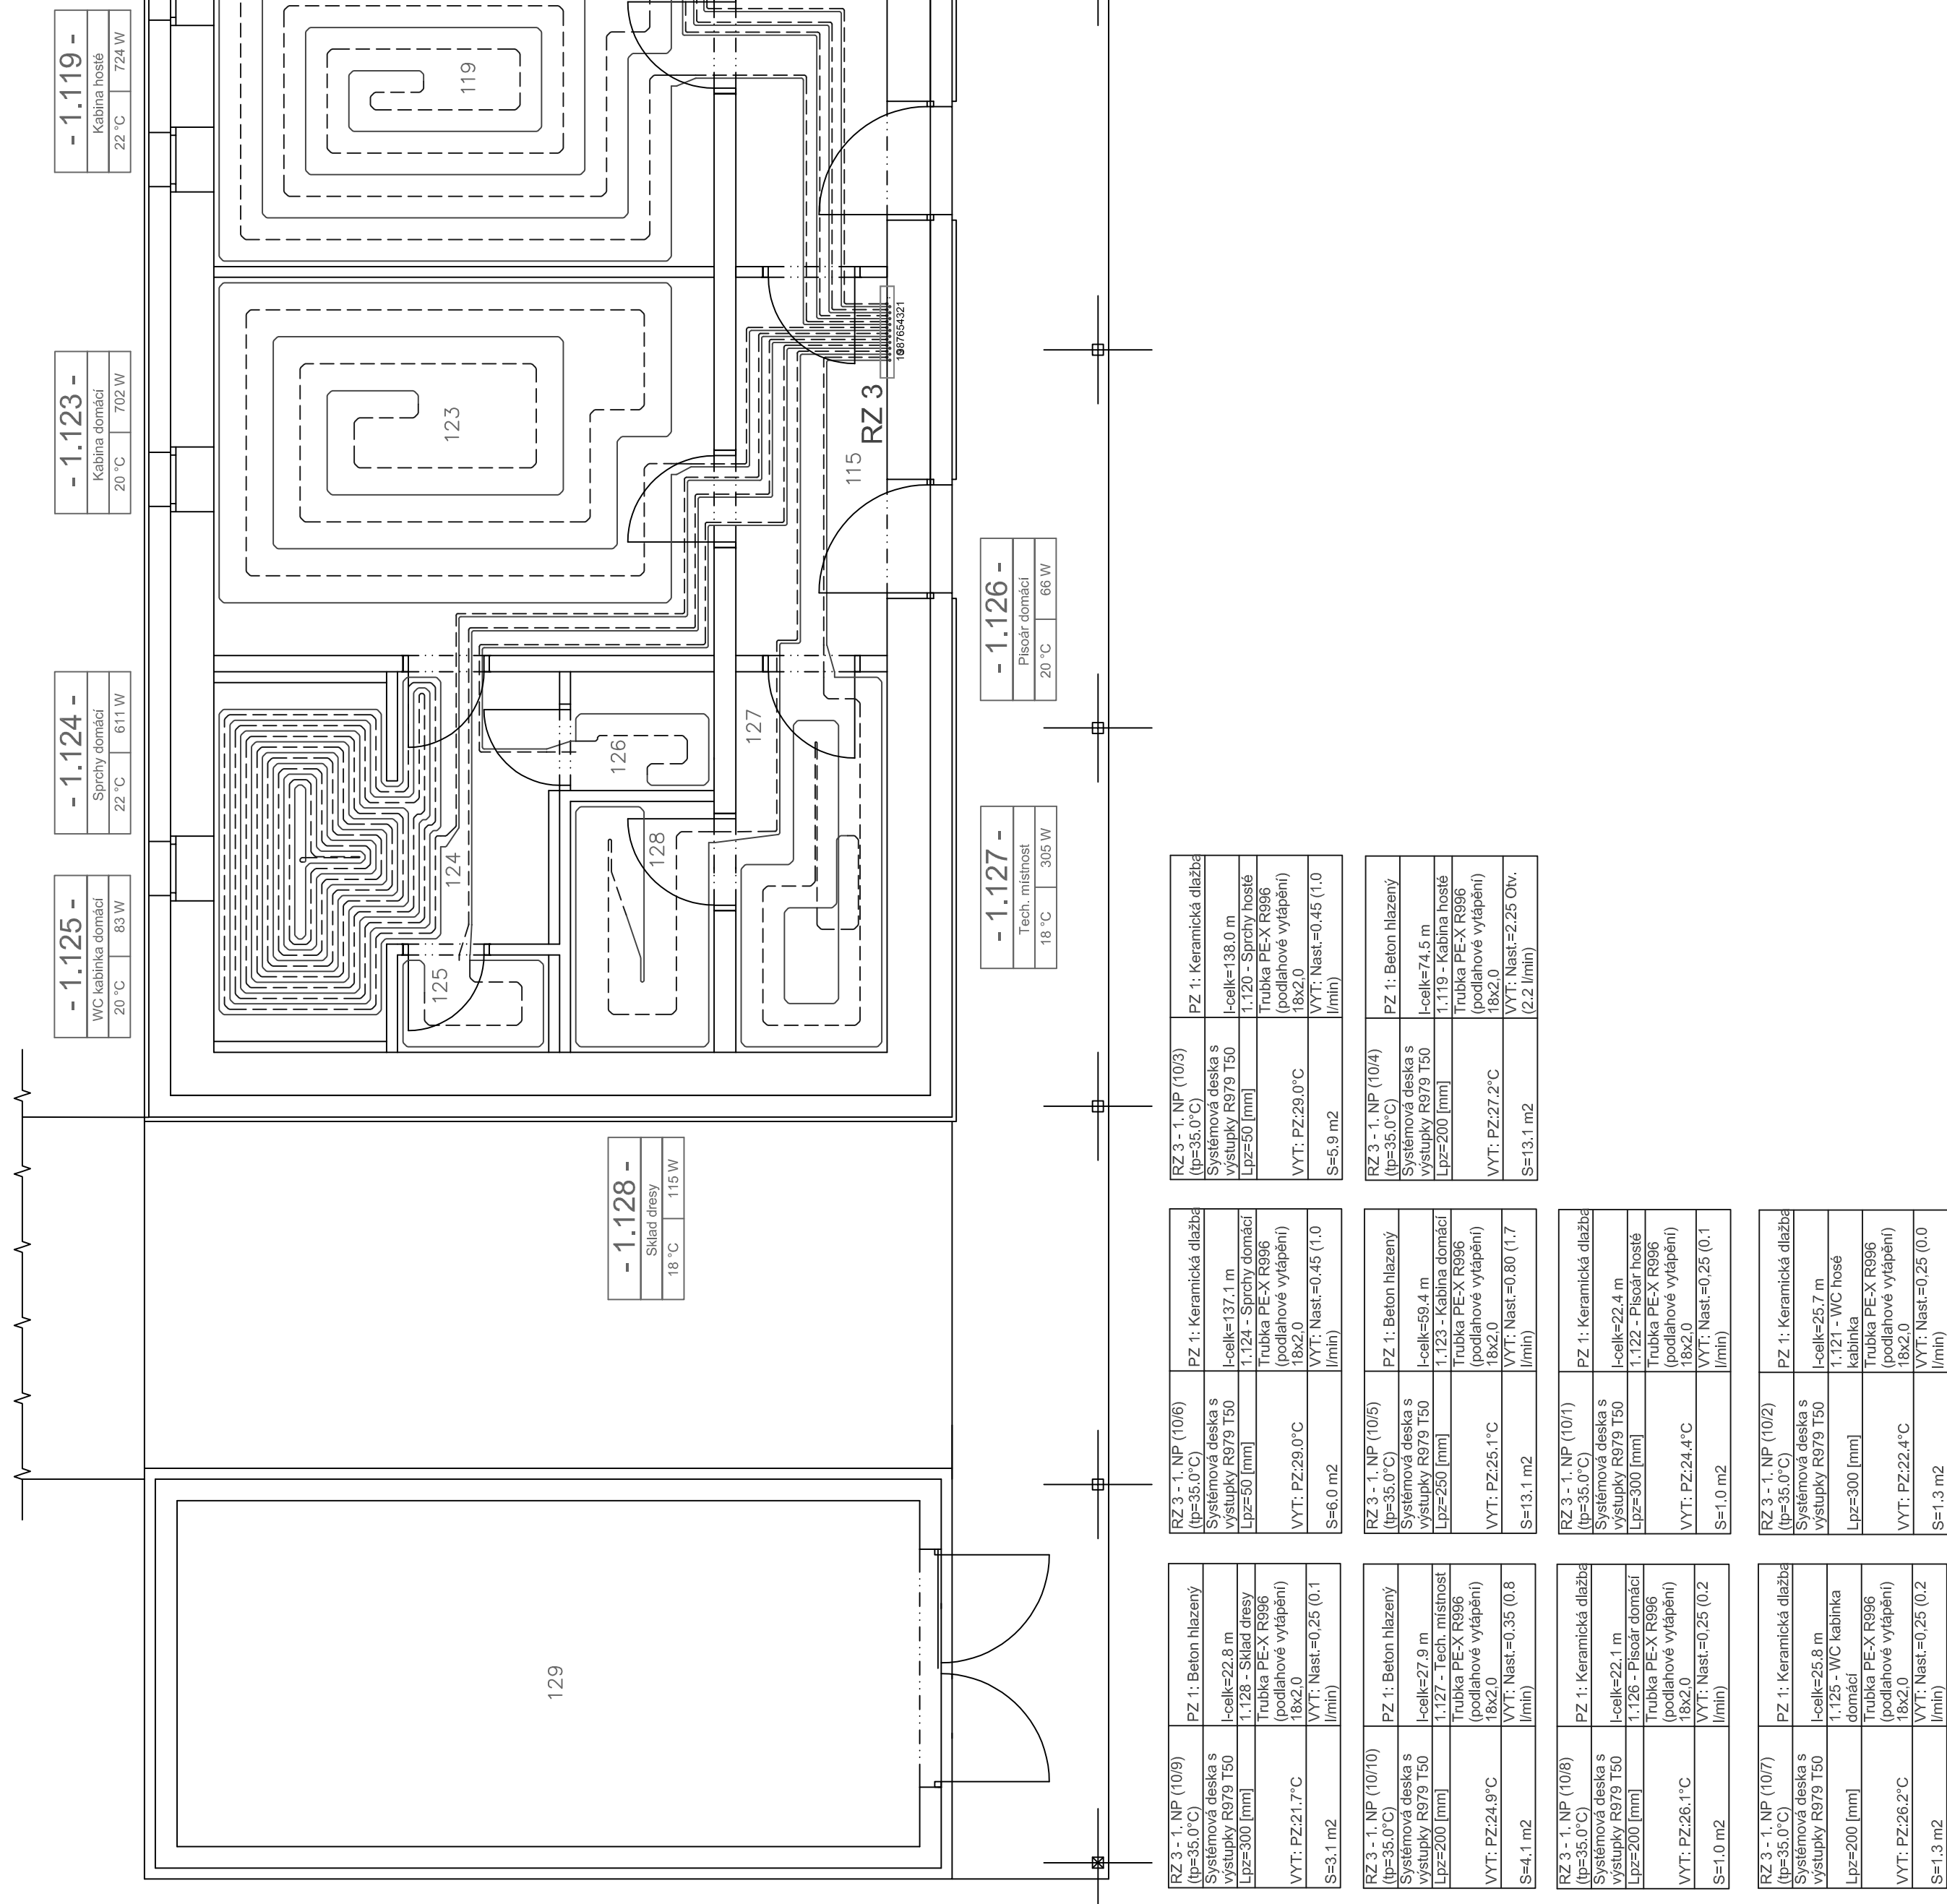 - 1.119 -
Kabina hosté
22 °C 724 W
- 1.123 -
Kabina domácí
20 °C 702 W
- 1.124 -
Sprchy domácí
22 °C 611 W
- 1.125 -
WC kabinka domácí
20 °C 83 W
- 1.126 -
Pisoár domácí
20 °C 66 W
- 1.127 -
Tech. místnost
18 °C 305 W
- 1.128 -
Sklad dresy
18 °C 115 W
119
123
115
RZ 3
124
125
126
127
128
129
RZ 3 - 1. NP (10/3)
(tp=35.0°C)
PZ 1: Keramická dlažba
Systémová deska s
výstupky R979 T50
l-celk=138.0 m
Lpz=50 [mm]
1.120 - Sprchy hosté
VYT: PZ:29.0°C
Trubka PE-X R996
(podlahové vytápění)
18x2,0
S=5.9 m2
VYT: Nast.=0.45 (1.0
l/min)
RZ 3 - 1. NP (10/4)
(tp=35.0°C)
PZ 1: Beton hlazený
Systémová deska s
výstupky R979 T50
l-celk=74.5 m
Lpz=200 [mm]
1.119 - Kabina hosté
VYT: PZ:27.2°C
Trubka PE-X R996
(podlahové vytápění)
18x2,0
S=13.1 m2
VYT: Nast.=2.25 Otv.
(2.2 l/min)
RZ 3 - 1. NP (10/6)
(tp=35.0°C)
PZ 1: Keramická dlažba
Systémová deska s
výstupky R979 T50
l-celk=137.1 m
Lpz=50 [mm]
1.124 - Sprchy domácí
VYT: PZ:29.0°C
Trubka PE-X R996
(podlahové vytápění)
18x2,0
S=6.0 m2
VYT: Nast.=0.45 (1.0
l/min)
RZ 3 - 1. NP (10/5)
(tp=35.0°C)
PZ 1: Beton hlazený
Systémová deska s
výstupky R979 T50
l-celk=59.4 m
Lpz=250 [mm]
1.123 - Kabina domácí
VYT: PZ:25.1°C
Trubka PE-X R996
(podlahové vytápění)
18x2,0
S=13.1 m2
VYT: Nast.=0.80 (1.7
l/min)
RZ 3 - 1. NP (10/1)
(tp=35.0°C)
PZ 1: Keramická dlažba
Systémová deska s
výstupky R979 T50
l-celk=22.4 m
Lpz=300 [mm]
1.122 - Pisoár hosté
VYT: PZ:24.4°C
Trubka PE-X R996
(podlahové vytápění)
18x2,0
S=1.0 m2
VYT: Nast.=0,25 (0.1
l/min)
RZ 3 - 1. NP (10/2)
(tp=35.0°C)
PZ 1: Keramická dlažba
Systémová deska s
výstupky R979 T50
l-celk=25.7 m
Lpz=300 [mm]
1.121 - WC hosé
kabinka
VYT: PZ:22.4°C
Trubka PE-X R996
(podlahové vytápění)
18x2,0
S=1.3 m2
VYT: Nast.=0,25 (0.0
l/min)
RZ 3 - 1. NP (10/9)
(tp=35.0°C)
PZ 1: Beton hlazený
Systémová deska s
výstupky R979 T50
l-celk=22.8 m
Lpz=300 [mm]
1.128 - Sklad dresy
VYT: PZ:21.7°C
Trubka PE-X R996
(podlahové vytápění)
18x2,0
S=3.1 m2
VYT: Nast.=0,25 (0.1
l/min)
RZ 3 - 1. NP (10/10)
(tp=35.0°C)
PZ 1: Beton hlazený
Systémová deska s
výstupky R979 T50
l-celk=27.9 m
Lpz=200 [mm]
1.127 - Tech. místnost
VYT: PZ:24.9°C
Trubka PE-X R996
(podlahové vytápění)
18x2,0
S=4.1 m2
VYT: Nast.=0.35 (0.8
l/min)
RZ 3 - 1. NP (10/8)
(tp=35.0°C)
PZ 1: Keramická dlažba
Systémová deska s
výstupky R979 T50
l-celk=22.1 m
Lpz=200 [mm]
1.126 - Pisoár domácí
VYT: PZ:26.1°C
Trubka PE-X R996
(podlahové vytápění)
18x2,0
S=1.0 m2
VYT: Nast.=0,25 (0.2
l/min)
RZ 3 - 1. NP (10/7)
(tp=35.0°C)
PZ 1: Keramická dlažba
Systémová deska s
výstupky R979 T50
l-celk=25.8 m
Lpz=200 [mm]
1.125 - WC kabinka
domácí
VYT: PZ:26.2°C
Trubka PE-X R996
(podlahové vytápění)
18x2,0
S=1.3 m2
VYT: Nast.=0,25 (0.2
l/min)